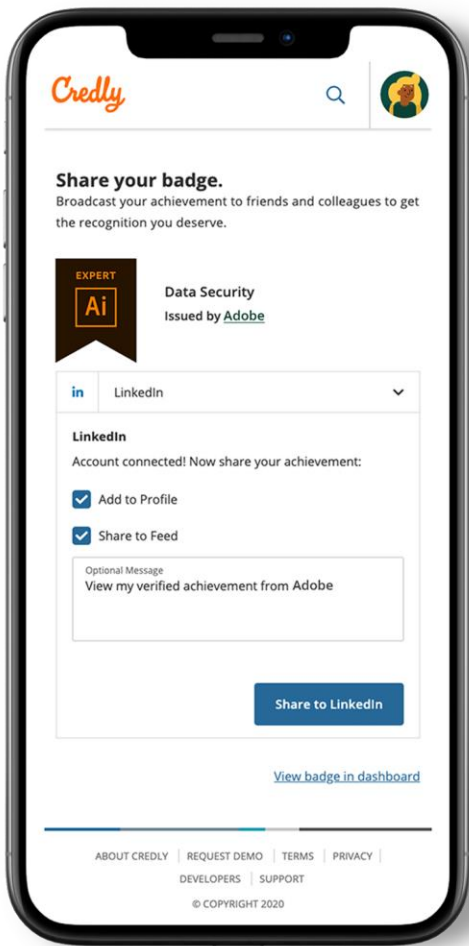 Credly
Share your badge.
Broadcast your achievement to friends and colleagues to get
the recognition you deserve.
EXPERT
Ai
Data Security
Issued by Adobe
in
LinkedIn
LinkedIn
Account connected! Now share your achievement:
Add to Profile
Share to Feed
Optional Message
View my verified achievement from Adobe
Share to LinkedIn
View badge in dashboard
ABOUT CREDLY | REQUEST DEMO | TERMS | PRIVACY |
DEVELOPERS | SUPPORT
© COPYRIGHT 2020